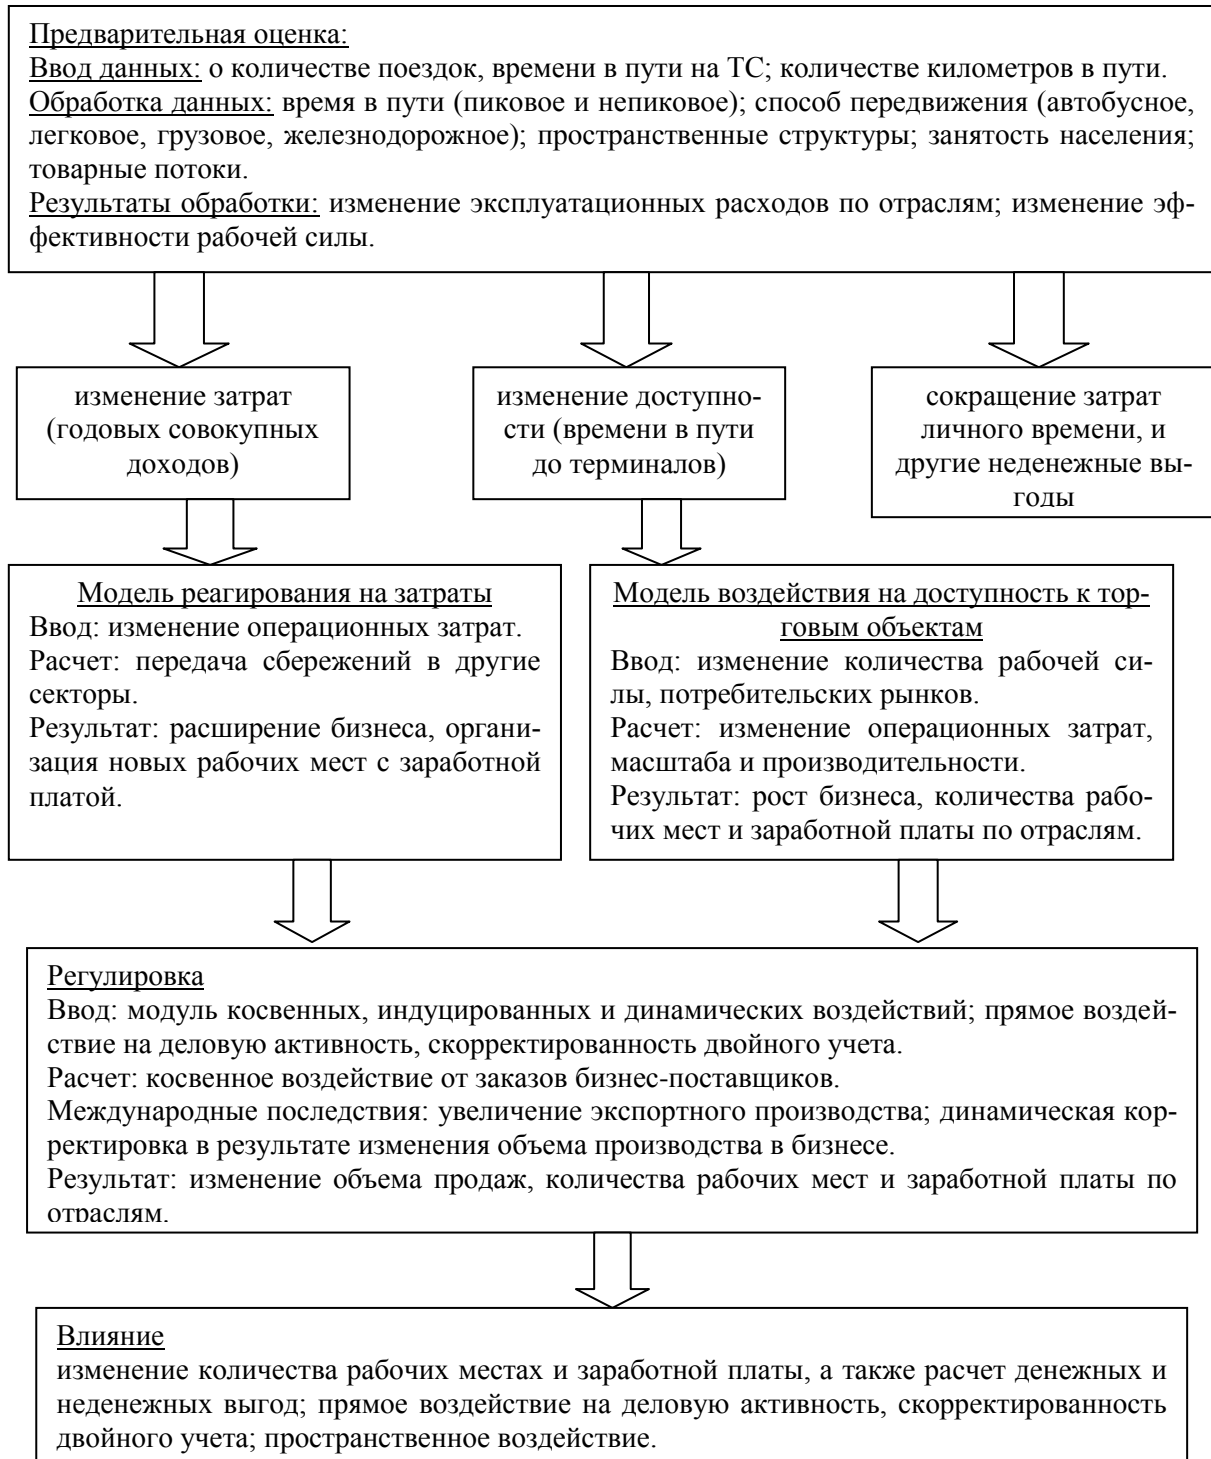 Предварительная оценка:
Ввод данных: о количестве поездок, времени в пути на ТС; количестве километров в пути.
Обработка данных: время в пути (пиковое и непиковое); способ передвижения (автобусное,
легковое, грузовое, железнодорожное); пространственные структуры; занятость населения;
товарные потоки.
Результаты обработки: изменение эксплуатационных расходов по отраслям; изменение эф-
фективности рабочей силы.
изменение затрат
(годовых совокупных
доходов)
изменение доступно-
сти (времени в пути
до терминалов)
сокращение затрат
личного времени, и
другие неденежные вы-
годы
Модель реагирования на затраты
Ввод: изменение операционных затрат.
Расчет: передача сбережений в другие
секторы.
Результат: расширение бизнеса, органи-
зация новых рабочих мест с заработной
платой.
Модель воздействия на доступность к тор-
говым объектам
Ввод: изменение количества рабочей си-
лы, потребительских рынков.
Расчет: изменение операционных затрат,
масштаба и производительности.
Результат: рост бизнеса, количества рабо-
чих мест и заработной платы по отраслям.
Регулировка
Ввод: модуль косвенных, индуцированных и динамических воздействий; прямое воздей-
ствие на деловую активность, скорректированность двойного учета.
Расчет: косвенное воздействие от заказов бизнес-поставщиков.
Международные последствия: увеличение экспортного производства; динамическая кор-
ректировка в результате изменения объема производства в бизнесе.
Результат: изменение объема продаж, количества рабочих мест и заработной платы по
отраслям.
Влияние
изменение количества рабочих местах и заработной платы, а также расчет денежных и
неденежных выгод; прямое воздействие на деловую активность, скорректированность
двойного учета; пространственное воздействие.